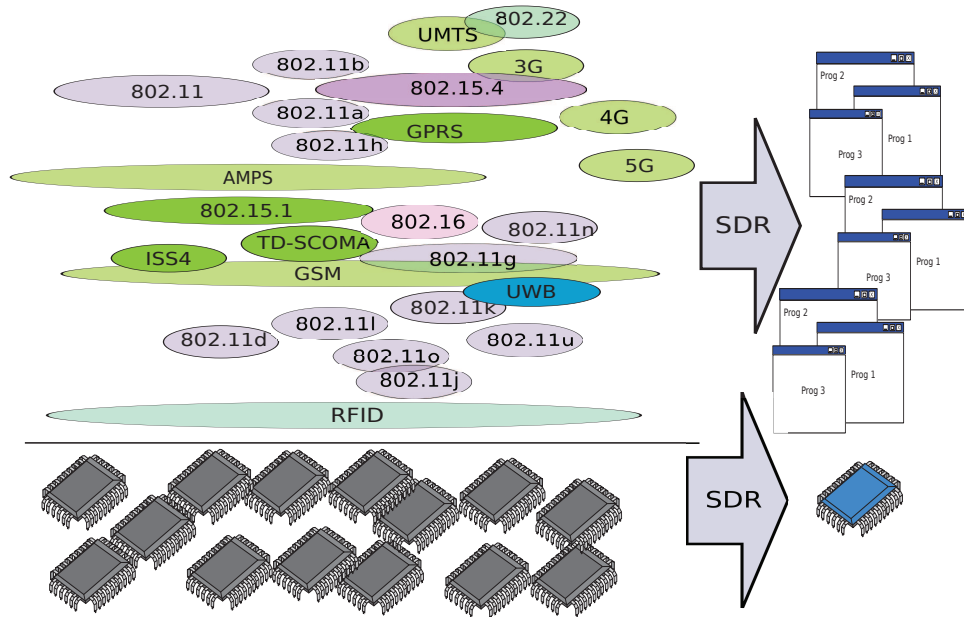 802.22
UMTS
802.11b
3G
802.11
802.15.4
802.11a
GPRS
4G
802.11h
5G
AMPS
802.15.1
802.16
802.11n
TD-SCOMA
ISS4
802.11g
GSM
UWB
802.11k
802.11l
802.11d
802.11u
802.11o
802.11j
RFID
SDR
Prog 2
Prog 1
Prog 3
Prog 2
Prog 1
Prog 3
Prog 2
Prog 1
Prog 3
SDR